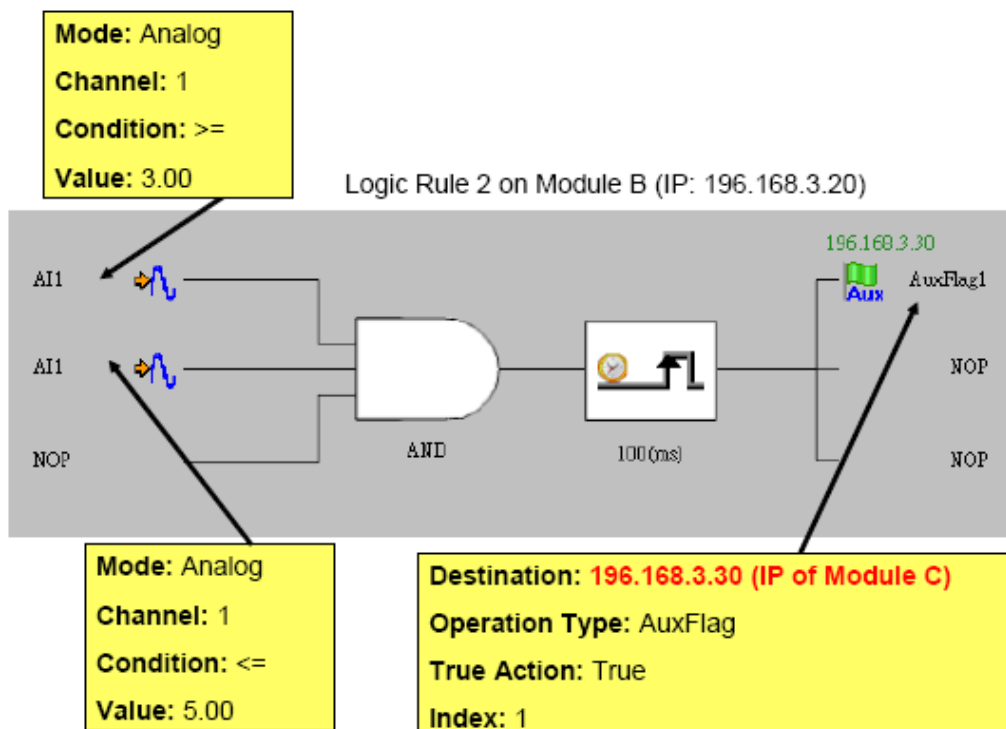 Mode: Analog
Channel: 1
Condition: >=
Value: 3.00
Logic Rule 2 on Module B (IP: 196.168.3.20)
196.168.3.30
AI1
Aux
AuxFlag1
AI1
NOP
NOP
AND
100(ms)
NOP
Mode: Analog
Channel: 1
Condition: <=
Value: 5.00
Destination: 196.168.3.30 (IP of Module C)
Operation Type: AuxFlag
True Action: True
Index: 1